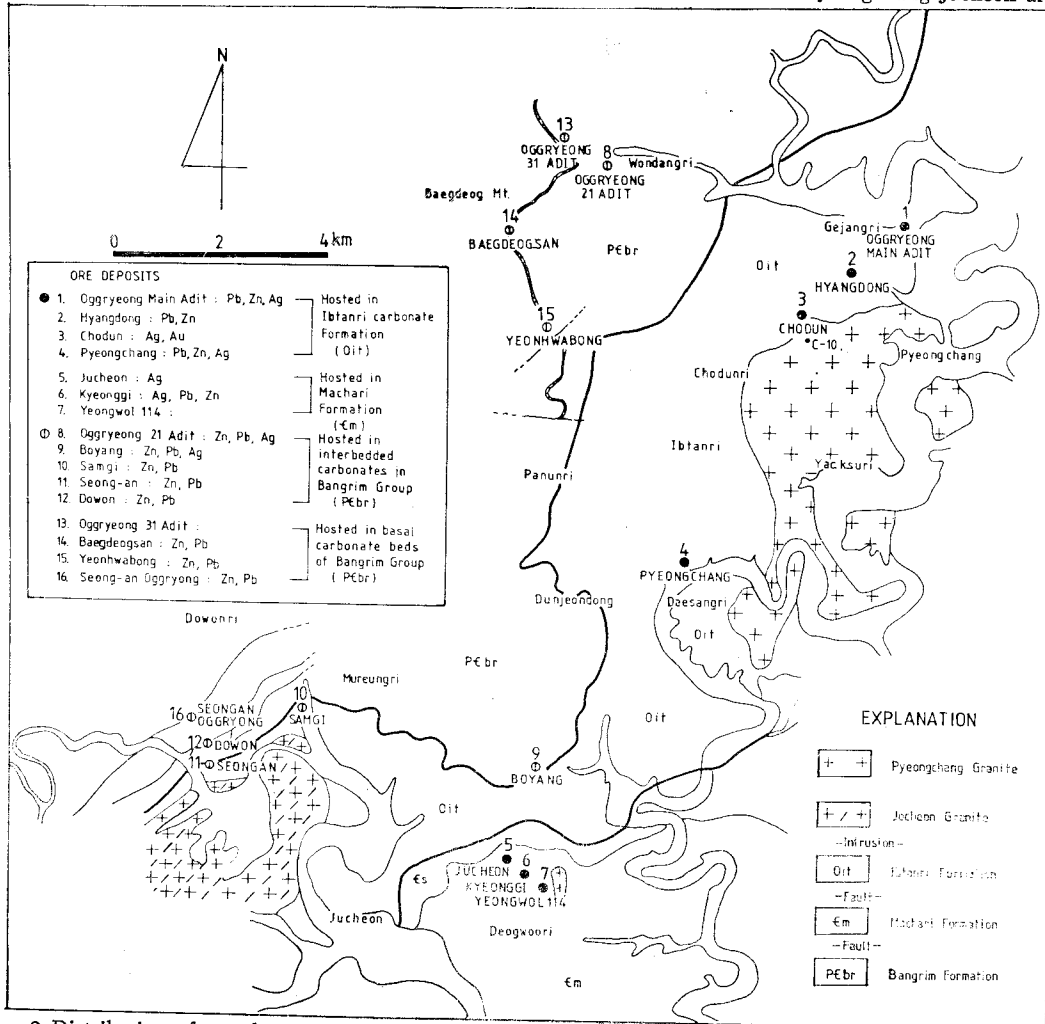 N
0 2 4 km
ORE DEPOSITS
1. Oggryeong Main Adit : Pb, Zn, Ag
2. Hyangdong : Pb, Zn
3. Chodun : Ag, Au
4. Pyeongchang : Pb, Zn, Ag
Hosted in
Ibtanri carbonate
Formation
(Oit)
5. Jucheon : Ag
6. Kyeonggi : Ag, Pb, Zn
7. Yeongwol 114 :
Hosted in
Machari
Formation
(€m)
8. Oggryeong 21 Adit : Zn, Pb, Ag
9. Boyang : Zn, Pb, Ag
10. Samgi : Zn, Pb
11. Seong-an : Zn, Pb
12. Dowon : Zn, Pb
Hosted in
interbedded
carbonates in
Bangrim Group
(P€br)
13. Oggryeong 31 Adit :
14. Baegdeogsan : Zn, Pb
15. Yeonhwabong : Zn, Pb
16. Seong-an Oggryong : Zn, Pb
Hosted in basal
carbonate beds
of Bangrim Group
(P€br)
13
OGGRYEONG
31 ADIT
8
OGGRYEONG
21 ADIT
Wondangri
Baegdeog Mt.
14
BAEGDEOGSAN
P€br
15
YEONHWABONG
Gejangri
1
OGGRYEONG
MAIN ADIT
Oit
2
HYANGDONG
3
CHODUN
C-10
Pyeongchang
Chodunri
Ibtanri
Yacksuri
Panunri
4
PYEONGCHANG
Daesangri
Oit
Dunjeondong
Dowonri
P€br
Mureungri
16 SEONGAN
OGGRYONG
10
SAMGI
12 DOWON
11 SEONGAN
Oit
9
BOYANG
Oit
€s
5
JUCHEON
6
KYEONGGI
7
YEONGWOL 114
Jucheon
Deogwoori
€m
EXPLANATION
Pyeongchang Granite
Jecheon Granite
-Intrusion-
Oit Ibtanri Formation
-Fault-
€m Machari Formation
-Fault-
P€br Bangrim Formation